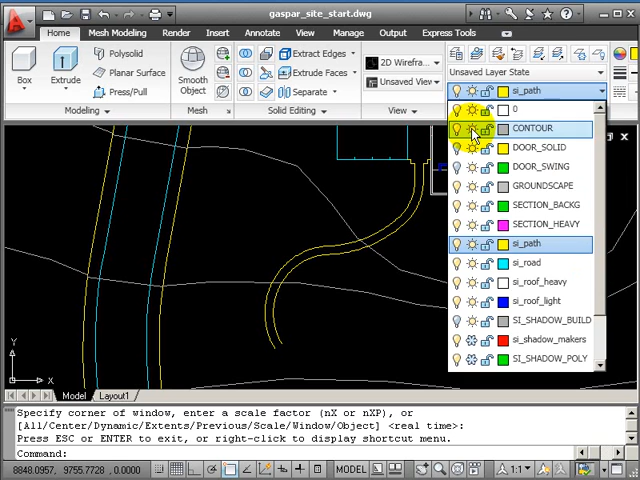 gaspar_site_start.dwg
Home Mesh Modeling Render Insert Annotate View Manage Output Express Tools
Box
Extrude
Polysolid
Planar Surface
Press/Pull
Smooth
Object
Extract Edges
Extrude Faces
Separate
2D Wirefra...
Unsaved View
Unsaved Layer State
si_path
Modeling
Mesh
View
0
CONTOUR
DOOR_SOLID
DOOR_SWING
GROUNDSCAPE
SECTION_BACKG
SECTION_HEAVY
si_path
si_road
si_roof_heavy
si_roof_light
SI_SHADOW_BUILD
si_shadow_makers
SI_SHADOW_POLY
Y
X
Model Layout1
Specify corner of window, enter a scale factor (nX or nXP), or
[All/Center/Dynamic/Extents/Previous/Scale/Window/Object] <real time>:
Press ESC or ENTER to exit, or right-click to display shortcut menu.
Command:
8848.0957, 9755.7728, 0.0000
MODEL
1:1